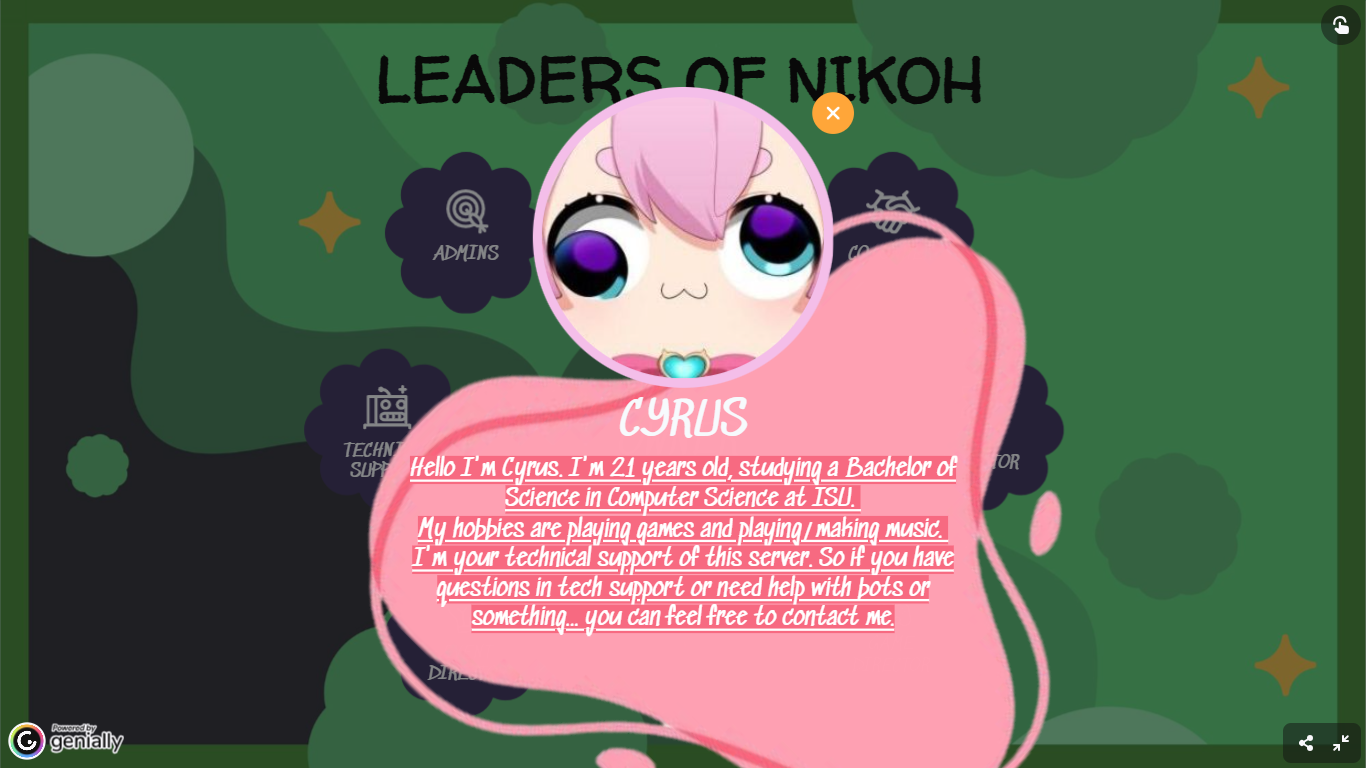 LEADERS OF NIKOH
ADMINS
CYRUS
Hello I'm Cyrus. I'm 21 years old, studying a Bachelor of
Science in Computer Science at ISU.
My hobbies are playing games and playing/making music.
I'm your technical support of this server. So if you have
questions in tech support or need help with bots or
something... you can feel free to contact me.
Powered by
genially